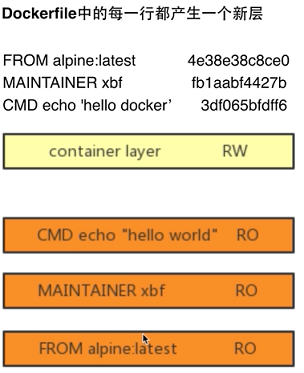 Dockerfile中的每一行都产生一个新层
FROM alpine:latest 4e38e38c8ce0
MAINTAINER xbf fb1aabf4427b
CMD echo 'hello docker’ 3df065bfdff6
container layer RW
CMD echo "hello world" RO
MAINTAINER xbf RO
FROM alpine:latest RO